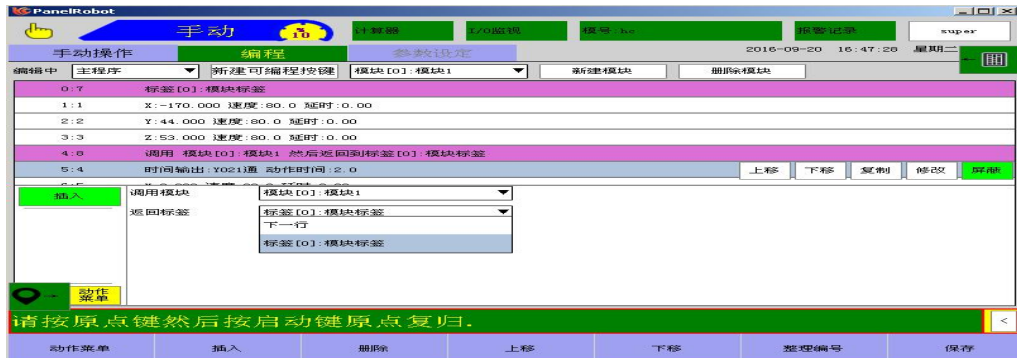 PanelRobot
手动 10 计算器 I/O监视 模号:hc 报警记录 super
手动操作 编程 参数设定 2016-09-20 16:47:28 星期二
编辑中 主程序 新建可编程按键 模块[0]:模块1 新建模块 删除模块
0:7 标签[0]:模块标签
1:1 X:-170.000 速度:80.0 延时:0.00
2:2 Y:44.000 速度:80.0 延时:0.00
3:3 Z:53.000 速度:80.0 延时:0.00
4:8 调用 模块[0]:模块1 然后返回到标签[0]:模块标签
5:4 时间输出:Y021通 动作时间:2.0 上移 下移 复制 修改 屏蔽
插入 调用模块 模块[0]:模块1
返回标签 标签[0]:模块标签
下一行
标签[0]:模块标签
动作菜单
请按原点键然后按启动键原点复归.
<
动作菜单 插入 删除 上移 下移 整理编号 保存